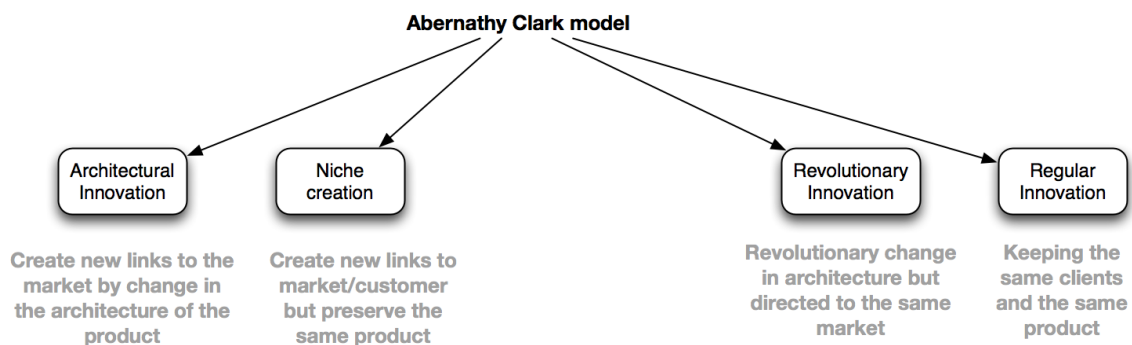 Abernathy Clark model
Architectural
Innovation
Niche
creation
Revolutionary
Innovation
Regular
Innovation
Create new links to the
market by change in
the architecture of the
product
Create new links to
market/customer
but preserve the
same product
Revolutionary change
in architecture but
directed to the same
market
Keeping the
same clients
and the same
product